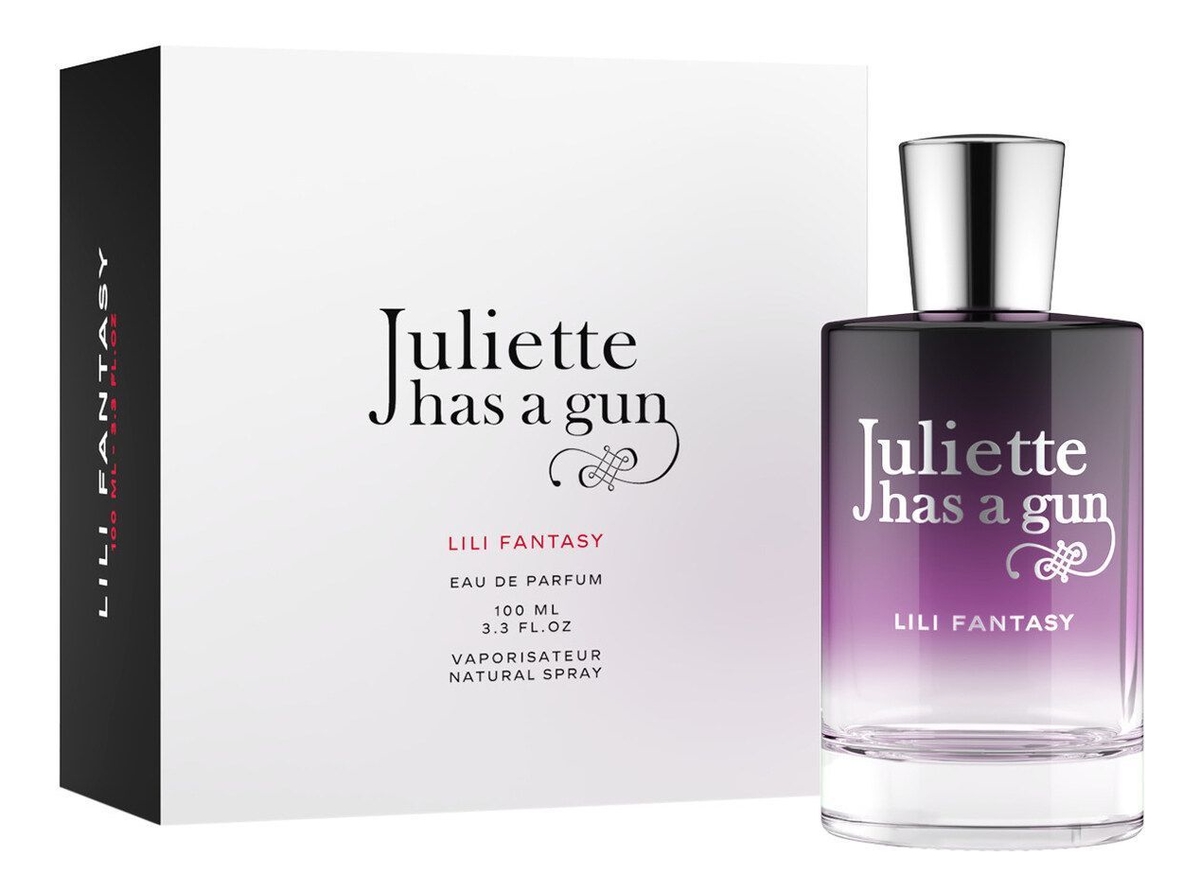 LILI FANTASY
100 ML - 3.3 FL.OZ
Juliette
has a gun
LILI FANTASY
EAU DE PARFUM
100 ML
3.3 FL.OZ
VAPORISATEUR
NATURAL SPRAY
Juliette
has a gun
LILI FANTASY